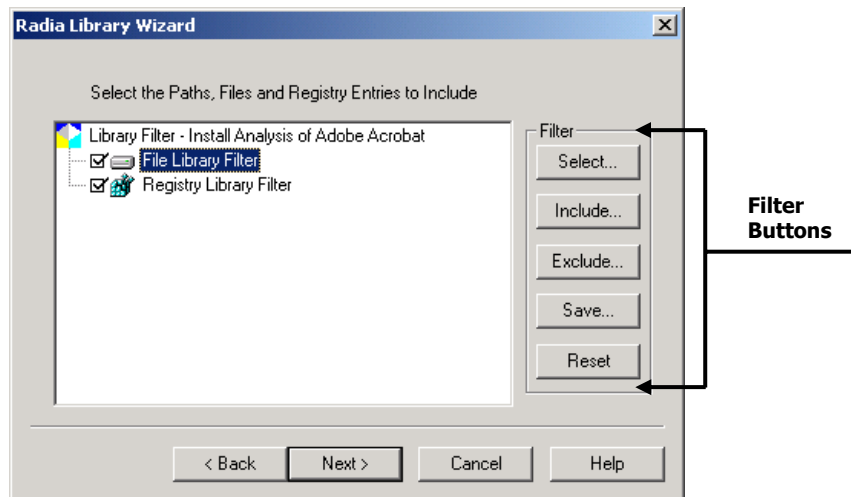 Radia Library Wizard
Select the Paths, Files and Registry Entries to Include
Library Filter - Install Analysis of Adobe Acrobat
File Library Filter
Registry Library Filter
Filter
Select...
Include...
Exclude...
Save...
Reset
Filter
Buttons
< Back
Next >
Cancel
Help